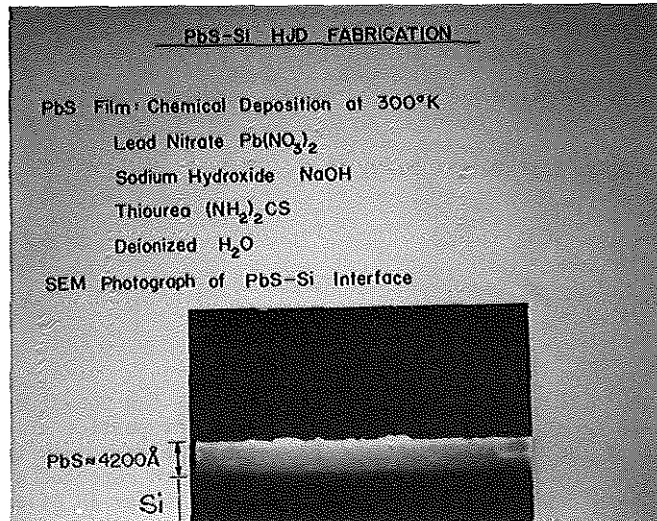 PbS-Si HJD FABRICATION
PbS Film: Chemical Deposition at 300°K
Lead Nitrate Pb(NO₃)₂
Sodium Hydroxide NaOH
Thiourea (NH₂)₂CS
Deionized H₂O
SEM Photograph of PbS-Si Interface
PbS≈4200Å
Si